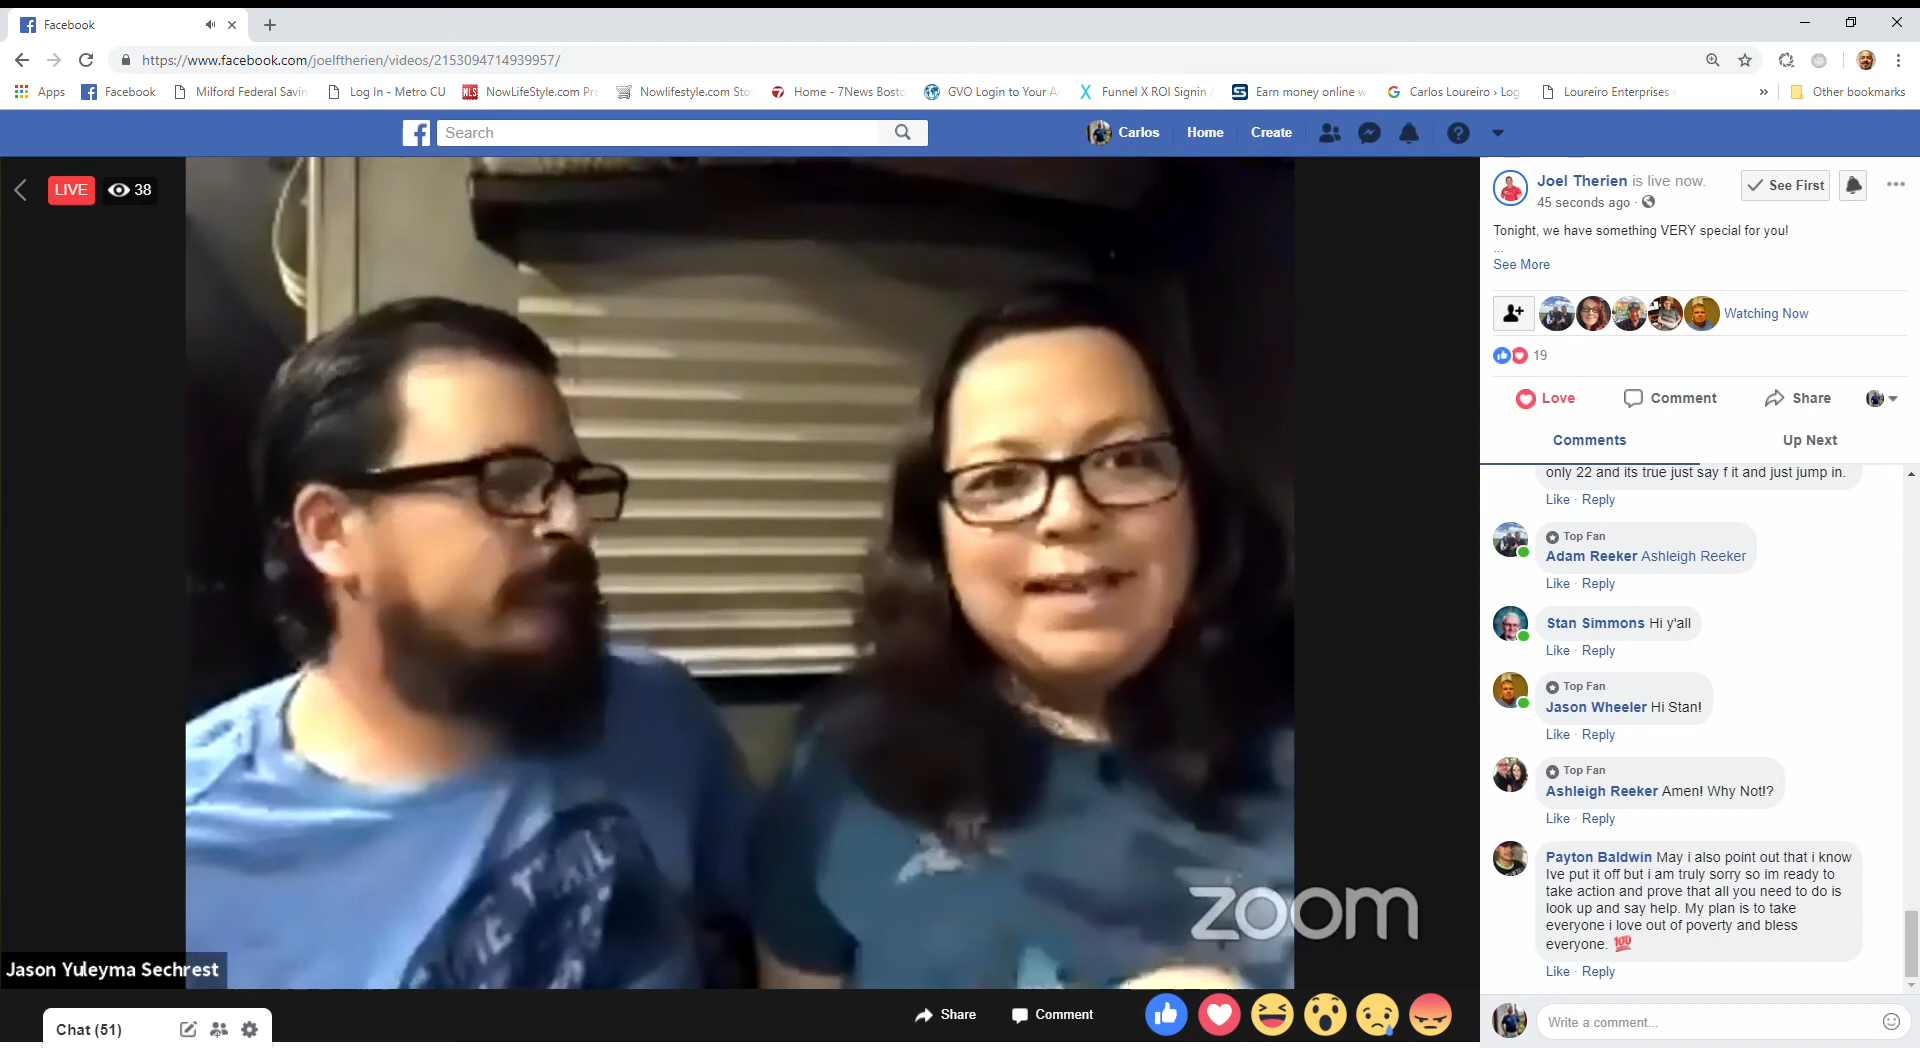 Facebook
https://www.facebook.com/joelftherien/videos/2153094714939957/
Apps Facebook Milford Federal Savin Log In - Metro CU NLS NowLifeStyle.com Pre Nowlifestyle.com Sto Home - 7News Bosto GVO Login to Your A Funnel X ROI Signin Earn money online w Carlos Loureiro › Log Loureiro Enterprises » Other bookmarks
Search
Carlos Home Create
LIVE 38
Joel Therien is live now.
See First
45 seconds ago ·
Tonight, we have something VERY special for you!
...
See More
Watching Now
19
Love Comment Share
Comments Up Next
only 22 and its true just say f it and just jump in.
Like · Reply
Top Fan
Adam Reeker Ashleigh Reeker
Like · Reply
Stan Simmons Hi y'all
Like · Reply
Top Fan
Jason Wheeler Hi Stan!
Like · Reply
Top Fan
Ashleigh Reeker Amen! Why Not!?
Like · Reply
Payton Baldwin May i also point out that i know
Ive put it off but i am truly sorry so im ready to
take action and prove that all you need to do is
look up and say help. My plan is to take
everyone i love out of poverty and bless
everyone. 💯
Like · Reply
Write a comment...
zoom
Jason Yuleyma Sechrest
Share Comment
Chat (51)